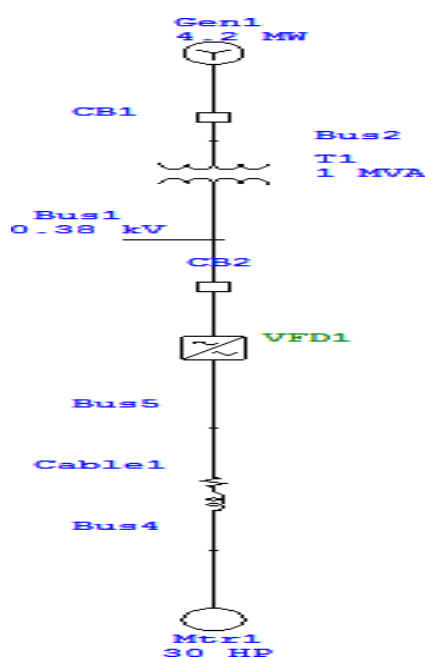 Gen1
4.2 MW
CB1
Bus2
T1
1 MVA
Bus1
0.38 kV
CB2
VFD1
Bus5
Cable1
Bus4
Mtr1
30 HP